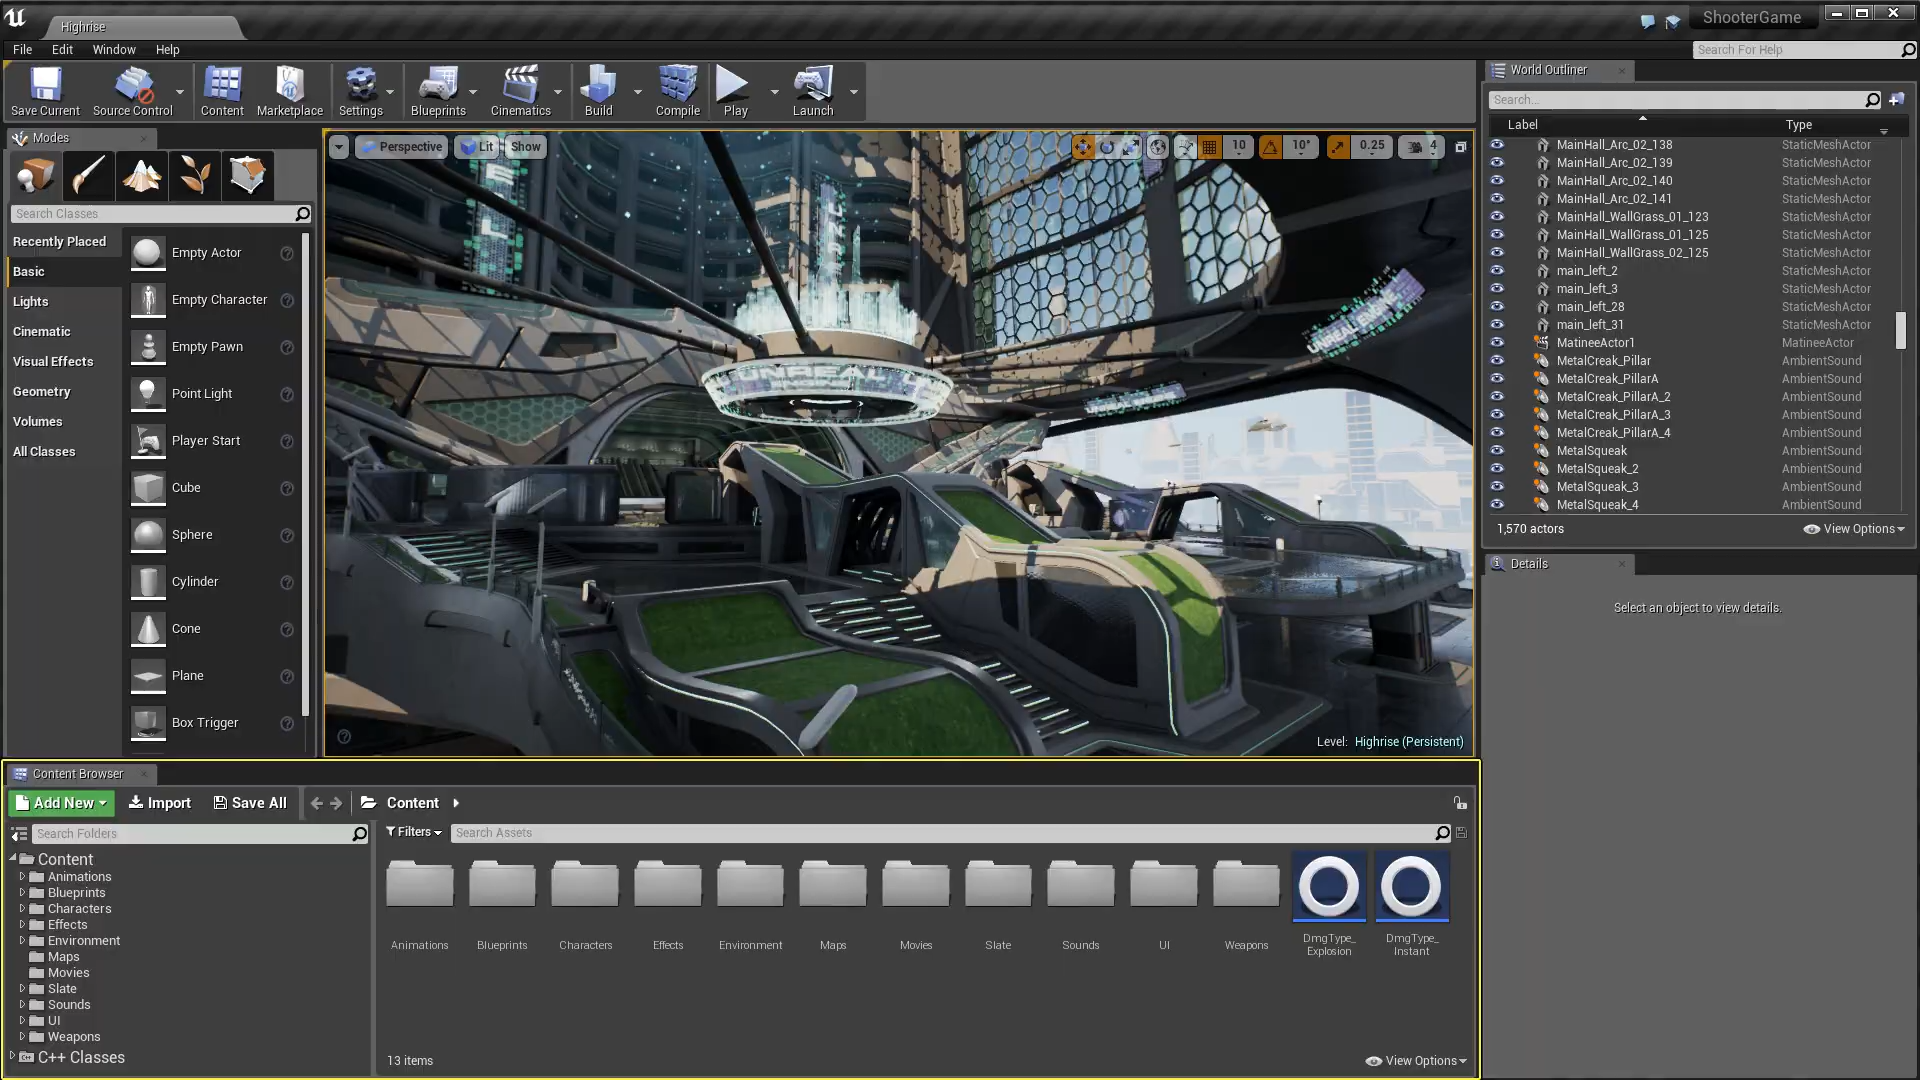 Highrise
ShooterGame
File Edit Window Help
Search For Help
Save Current
Source Control
Content
Marketplace
Settings
Blueprints
Cinematics
Build
Compile
Play
Launch
Modes
Search Classes
Recently Placed
Basic
Lights
Cinematic
Visual Effects
Geometry
Volumes
All Classes
Empty Actor
Empty Character
Empty Pawn
Point Light
Player Start
Cube
Sphere
Cylinder
Cone
Plane
Box Trigger
Perspective
Lit
Show
10
10°
0.25
4
UNREAL
UNREAL ENGINE
Level: Highrise (Persistent)
World Outliner
Search...
Label Type
MainHall_Arc_02_138 StaticMeshActor
MainHall_Arc_02_139 StaticMeshActor
MainHall_Arc_02_140 StaticMeshActor
MainHall_Arc_02_141 StaticMeshActor
MainHall_WallGrass_01_123 StaticMeshActor
MainHall_WallGrass_01_125 StaticMeshActor
MainHall_WallGrass_02_125 StaticMeshActor
main_left_2 StaticMeshActor
main_left_3 StaticMeshActor
main_left_28 StaticMeshActor
main_left_31 StaticMeshActor
MatineeActor1 MatineeActor
MetalCreak_Pillar AmbientSound
MetalCreak_PillarA AmbientSound
MetalCreak_PillarA_2 AmbientSound
MetalCreak_PillarA_3 AmbientSound
MetalCreak_PillarA_4 AmbientSound
MetalSqueak AmbientSound
MetalSqueak_2 AmbientSound
MetalSqueak_3 AmbientSound
MetalSqueak_4 AmbientSound
1,570 actors
View Options
Details
Select an object to view details.
Content Browser
Add New
Import
Save All
Content
Search Folders
Filters
Search Assets
Content
Animations
Blueprints
Characters
Effects
Environment
Maps
Movies
Slate
Sounds
UI
Weapons
C++ Classes
Animations
Blueprints
Characters
Effects
Environment
Maps
Movies
Slate
Sounds
UI
Weapons
DmgType_
Explosion
DmgType_
Instant
13 items
View Options